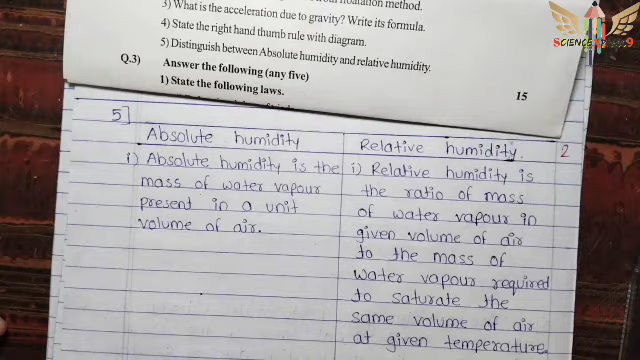 floatation method.
3) What is the acceleration due to gravity? Write its formula.
4) State the right hand thumb rule with diagram.
5) Distinguish between Absolute humidity and relative humidity.
Q.3) Answer the following (any five) 15
1) State the following laws.
5]
Absolute humidity
i) Absolute humidity is the
mass of water vapour
present in a unit
volume of air.
Relative humidity. 2
i) Relative humidity is
the ratio of mass
of water vapour in
given volume of air
to the mass of
water vapour required
to saturate the
same volume of air
at given temperature